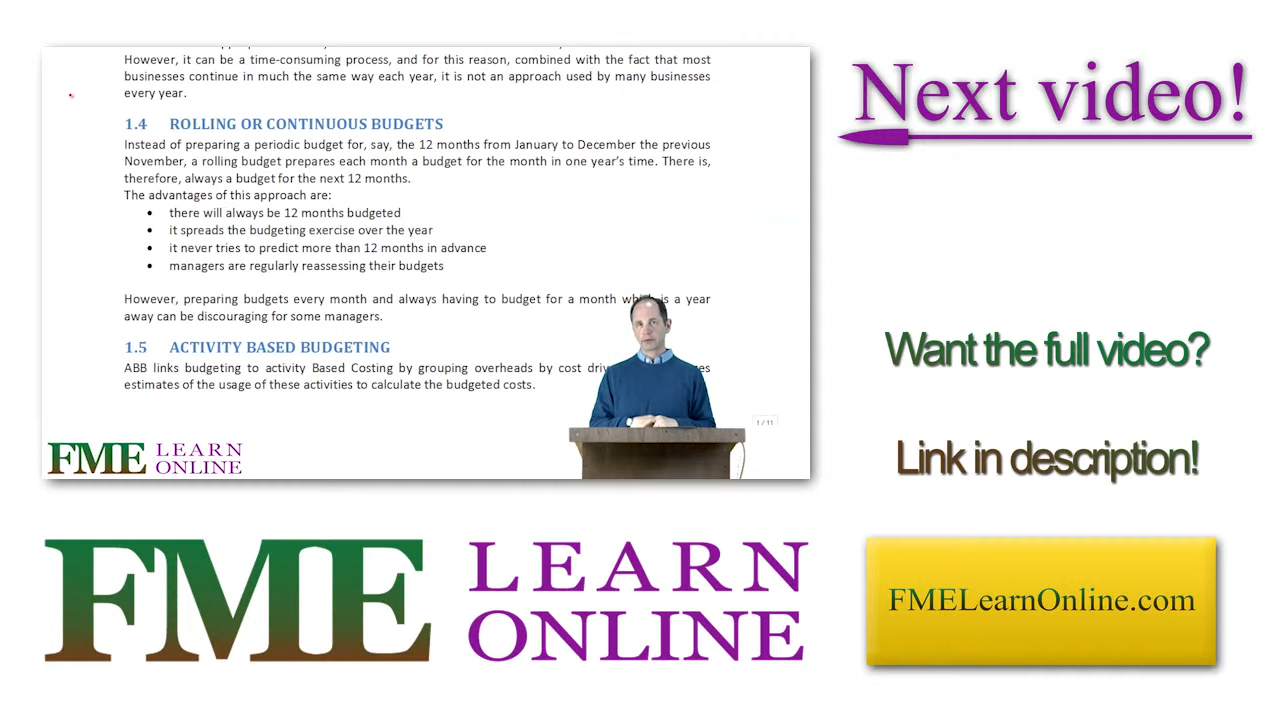 However, it can be a time-consuming process, and for this reason, combined with the fact that most
businesses continue in much the same way each year, it is not an approach used by many businesses
every year.
1.4 ROLLING OR CONTINUOUS BUDGETS
Instead of preparing a periodic budget for, say, the 12 months from January to December the previous
November, a rolling budget prepares each month a budget for the month in one year's time. There is,
therefore, always a budget for the next 12 months.
The advantages of this approach are:
• there will always be 12 months budgeted
• it spreads the budgeting exercise over the year
• it never tries to predict more than 12 months in advance
• managers are regularly reassessing their budgets
However, preparing budgets every month and always having to budget for a month is a year
away can be discouraging for some managers.
1.5 ACTIVITY BASED BUDGETING
ABB links budgeting to activity Based Costing by grouping overheads by cost
estimates of the usage of these activities to calculate the budgeted costs.
1 / 11
FME LEARN
ONLINE
Next video!
Want the full video?
Link in description!
FME LEARN
ONLINE
FMELearnOnline.com